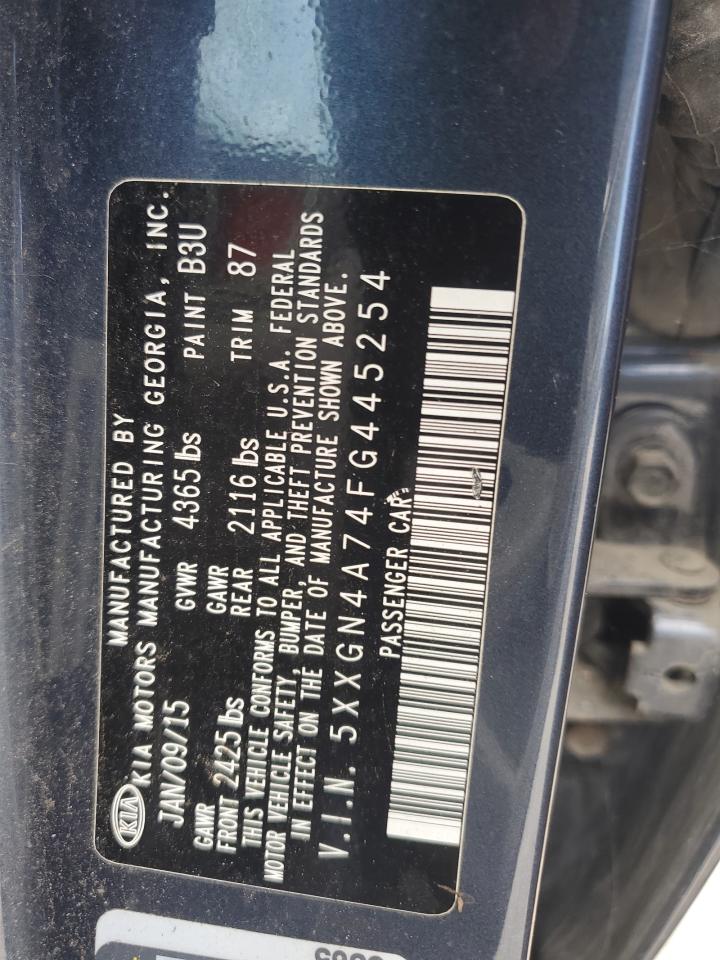 MANUFACTURED BY
KIA KIA MOTORS MANUFACTURING GEORGIA, INC.
JAN/09/15 GVWR 4365 lbs PAINT B3U
GAWR FRONT 2425 lbs GAWR REAR 2116 lbs TRIM 87
THIS VEHICLE CONFORMS TO ALL APPLICABLE U.S.A. FEDERAL
MOTOR VEHICLE SAFETY, BUMPER, AND THEFT PREVENTION STANDARDS
IN EFFECT ON THE DATE OF MANUFACTURE SHOWN ABOVE.
V.I.N. 5XXGN4A74FG445254
PASSENGER CAR